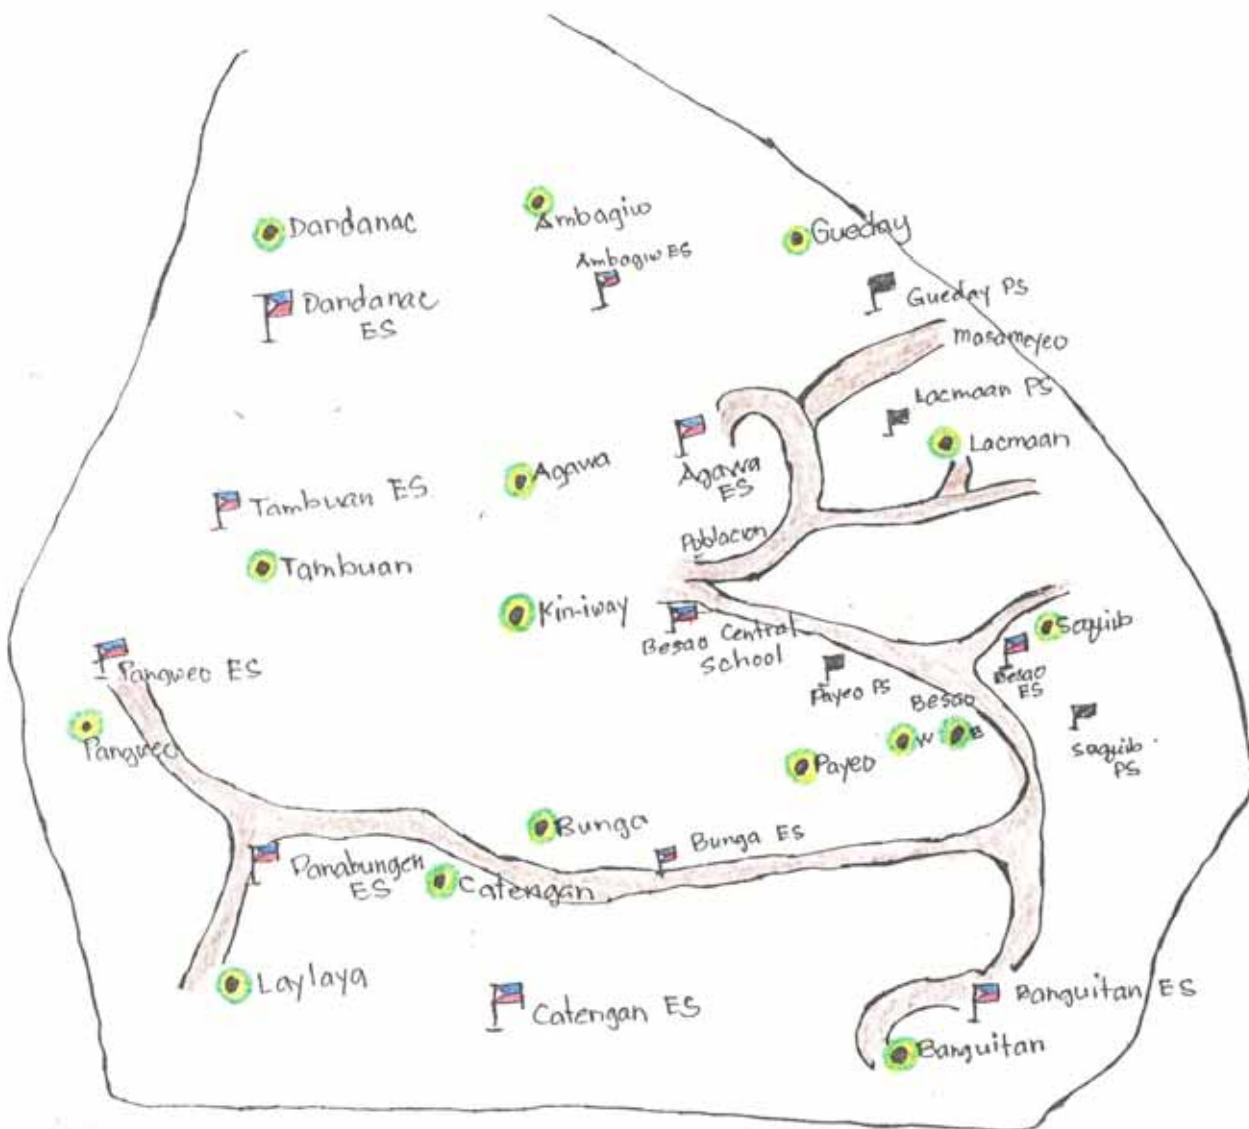 Dandanac
Ambagiw
Gueday
Ambagiw ES
Dandanac
ES
Gueday PS
Masameyeo
Lacmaan PS
Lacmaan
Agawa
Agawa
ES
Tambuan ES
Tambuan
Poblacion
Kin-iway
Besao Central
School
Saquib
Besao
ES
Pangweo ES
Payeo PS
Besao
W
E
Saquib
PS
Pangweo
Payeo
Bunga
Bunga ES
Panabungen
ES
Catengan
Laylaya
Catengan ES
Banguitan ES
Banguitan